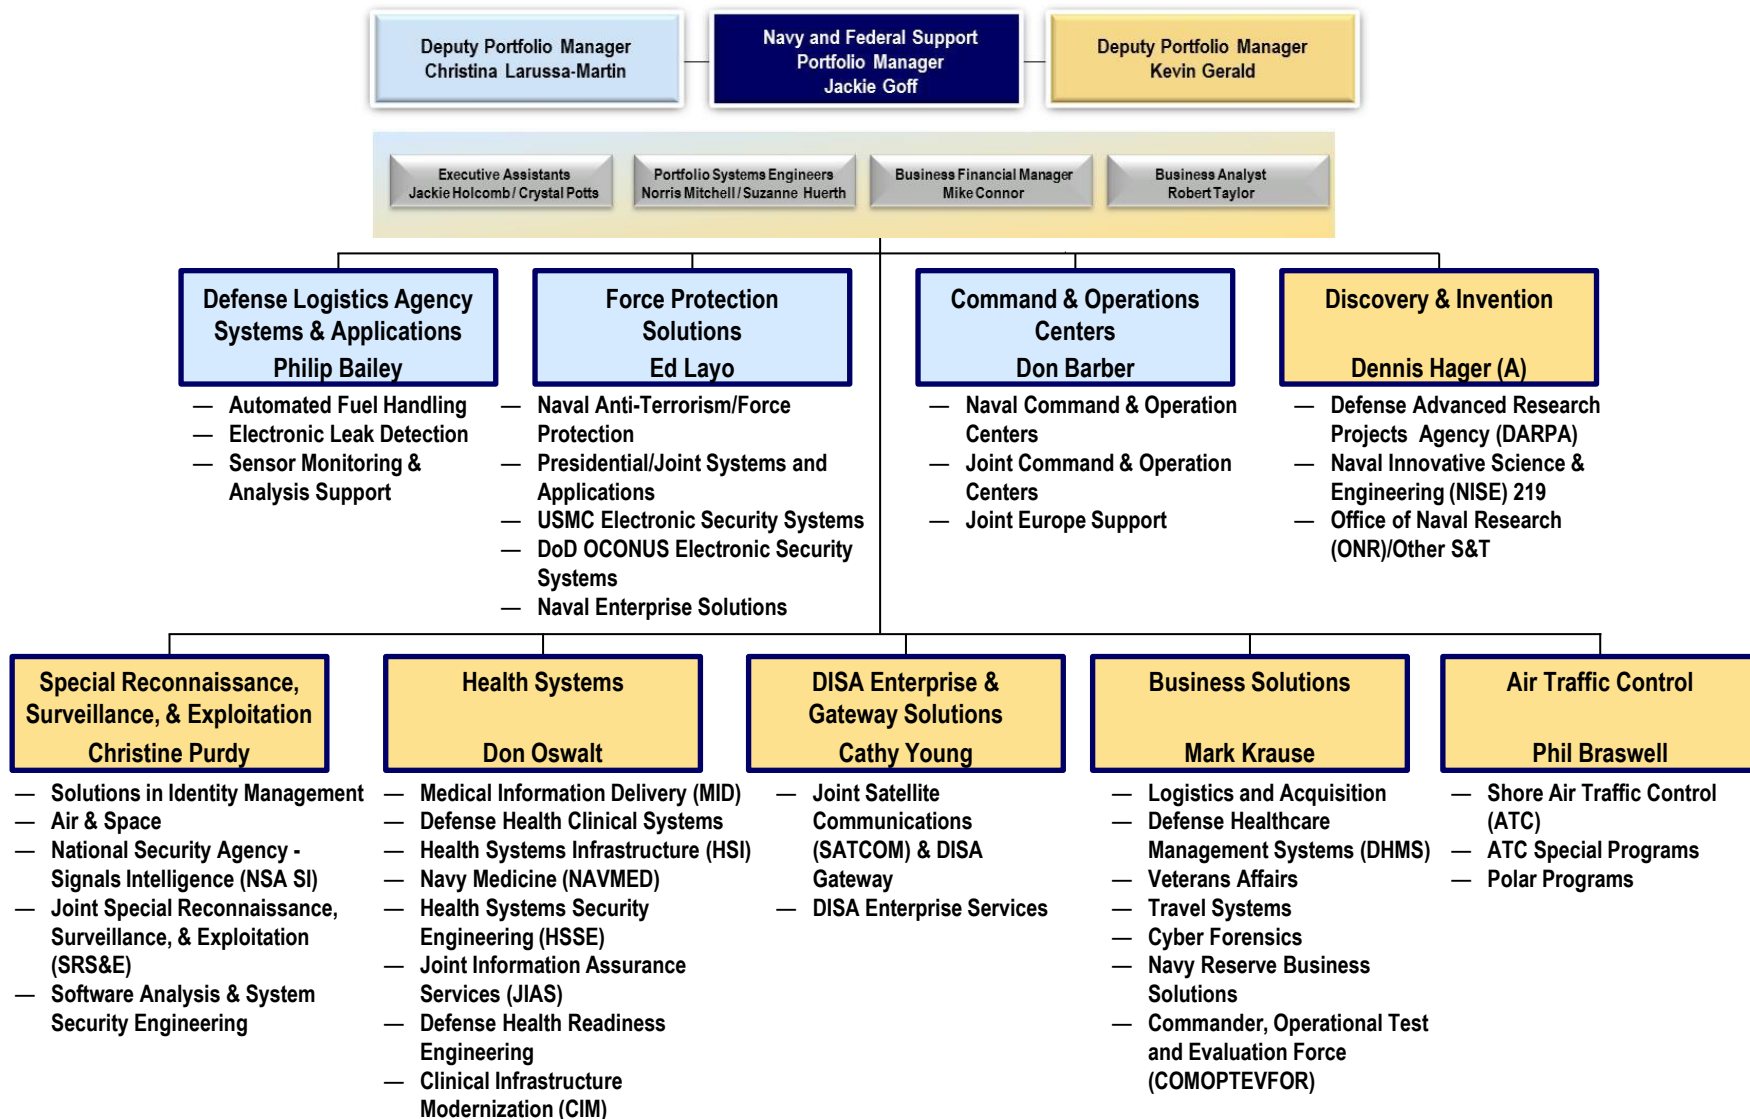 Deputy Portfolio Manager
Christina Larussa-Martin
Navy and Federal Support
Portfolio Manager
Jackie Goff
Deputy Portfolio Manager
Kevin Gerald
Executive Assistants
Jackie Holcomb / Crystal Potts
Portfolio Systems Engineers
Norris Mitchell / Suzanne Huerth
Business Financial Manager
Mike Connor
Business Analyst
Robert Taylor
Defense Logistics Agency
Systems & Applications
Philip Bailey
— Automated Fuel Handling
— Electronic Leak Detection
— Sensor Monitoring &
Analysis Support
Force Protection
Solutions
Ed Layo
— Naval Anti-Terrorism/Force
Protection
— Presidential/Joint Systems and
Applications
— USMC Electronic Security Systems
— DoD OCONUS Electronic Security
Systems
— Naval Enterprise Solutions
Command & Operations
Centers
Don Barber
— Naval Command & Operation
Centers
— Joint Command & Operation
Centers
— Joint Europe Support
Discovery & Invention
Dennis Hager (A)
— Defense Advanced Research
Projects Agency (DARPA)
— Naval Innovative Science &
Engineering (NISE) 219
— Office of Naval Research
(ONR)/Other S&T
Special Reconnaissance,
Surveillance, & Exploitation
Christine Purdy
— Solutions in Identity Management
— Air & Space
— National Security Agency -
Signals Intelligence (NSA SI)
— Joint Special Reconnaissance,
Surveillance, & Exploitation
(SRS&E)
— Software Analysis & System
Security Engineering
Health Systems
Don Oswalt
— Medical Information Delivery (MID)
— Defense Health Clinical Systems
— Health Systems Infrastructure (HSI)
— Navy Medicine (NAVMED)
— Health Systems Security
Engineering (HSSE)
— Joint Information Assurance
Services (JIAS)
— Defense Health Readiness
Engineering
— Clinical Infrastructure
Modernization (CIM)
DISA Enterprise &
Gateway Solutions
Cathy Young
— Joint Satellite
Communications
(SATCOM) & DISA
Gateway
— DISA Enterprise Services
Business Solutions
Mark Krause
— Logistics and Acquisition
— Defense Healthcare
Management Systems (DHMS)
— Veterans Affairs
— Travel Systems
— Cyber Forensics
— Navy Reserve Business
Solutions
— Commander, Operational Test
and Evaluation Force
(COMOPTEVFOR)
Air Traffic Control
Phil Braswell
— Shore Air Traffic Control
(ATC)
— ATC Special Programs
— Polar Programs